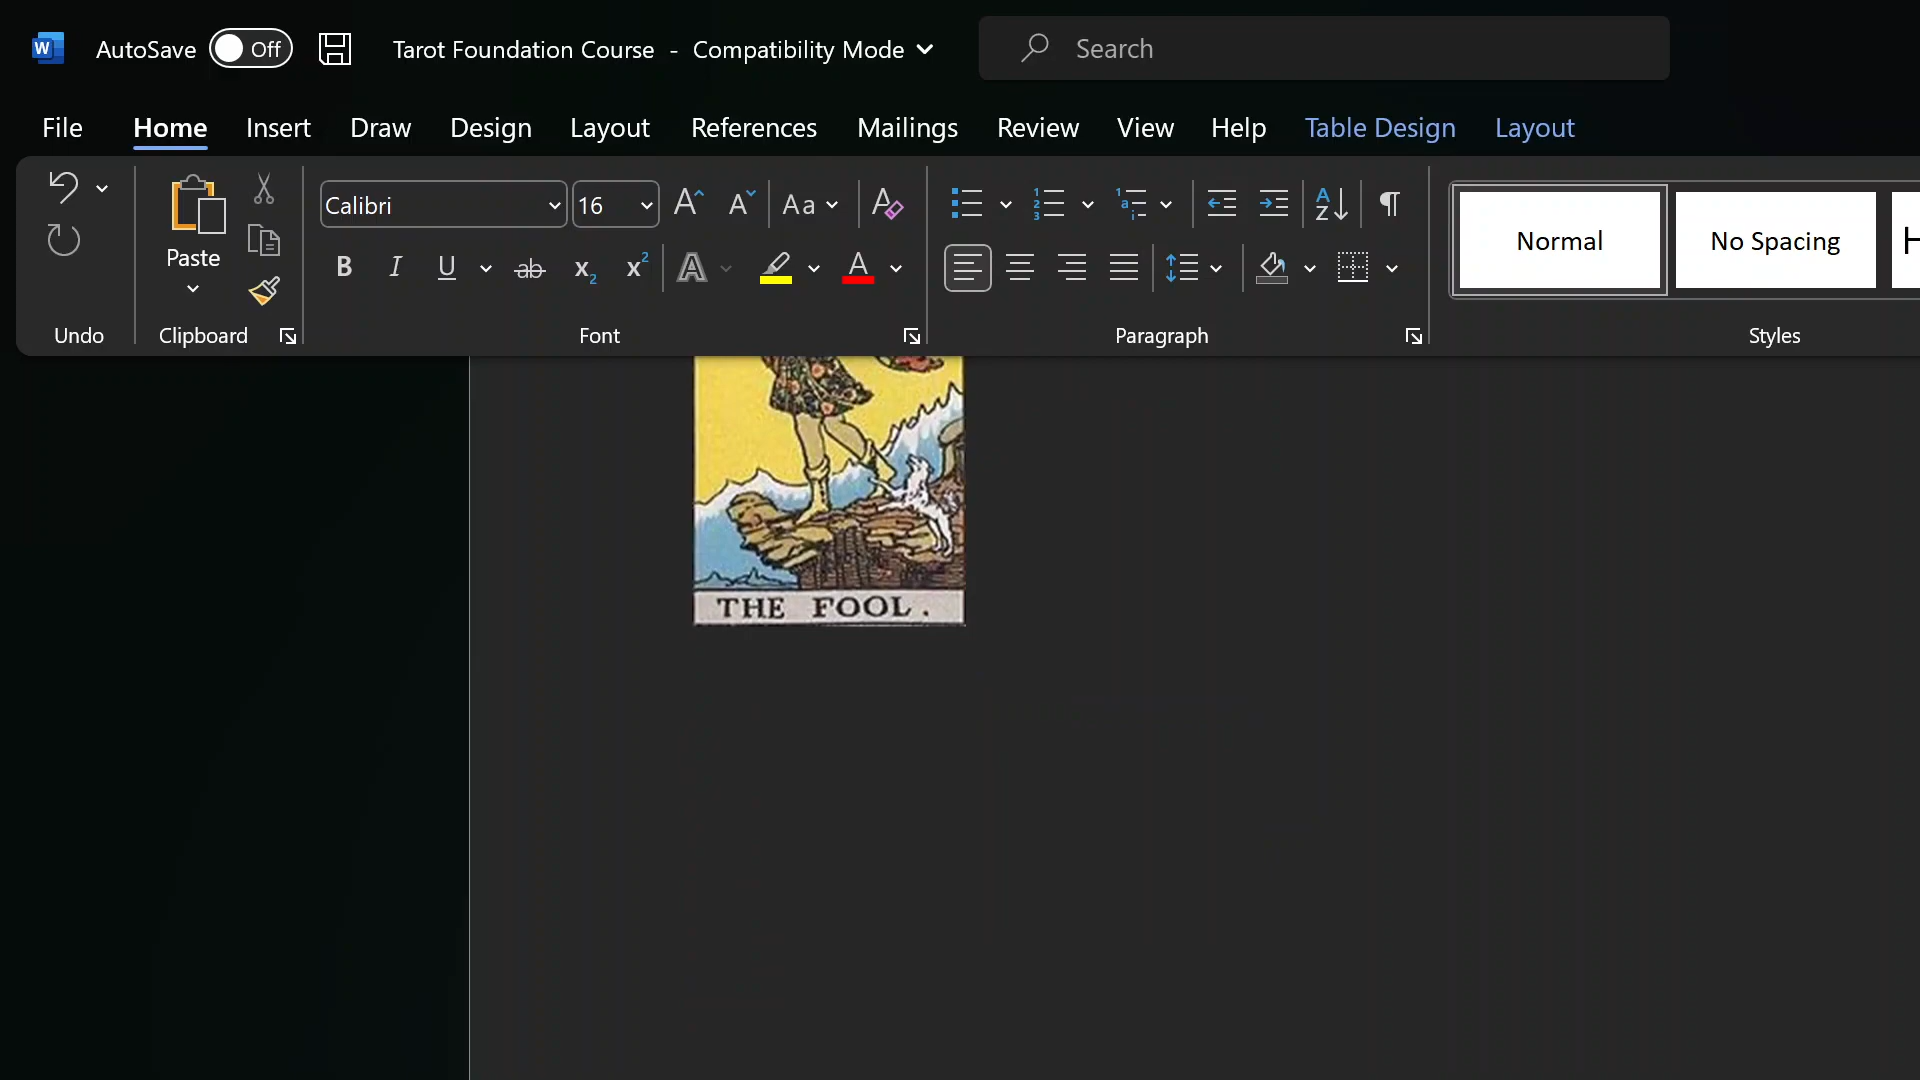 AutoSave Off Tarot Foundation Course - Compatibility Mode Search
File Home Insert Draw Design Layout References Mailings Review View Help Table Design Layout
Paste
Calibri 16
Normal No Spacing
Undo Clipboard Font Paragraph Styles
THE FOOL.